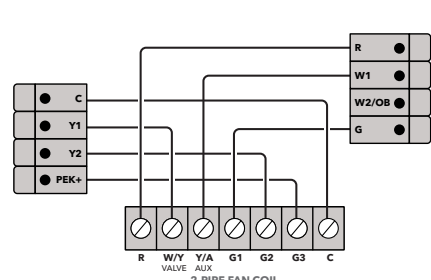 R
W1
W2/OB
G
C
Y1
Y2
PEK+
R W/Y Y/A G1 G2 G3 C
VALVE AUX
2-PIPE FAN COIL